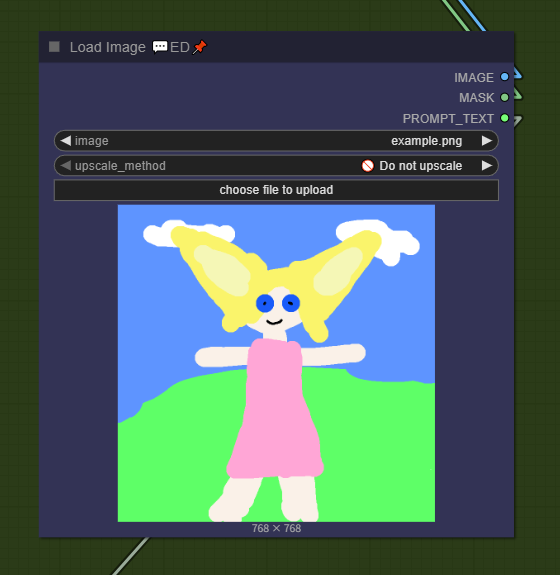 Load Image 💬ED📌
IMAGE
MASK
PROMPT_TEXT
image example.png
upscale_method 🚫 Do not upscale
choose file to upload
768 × 768